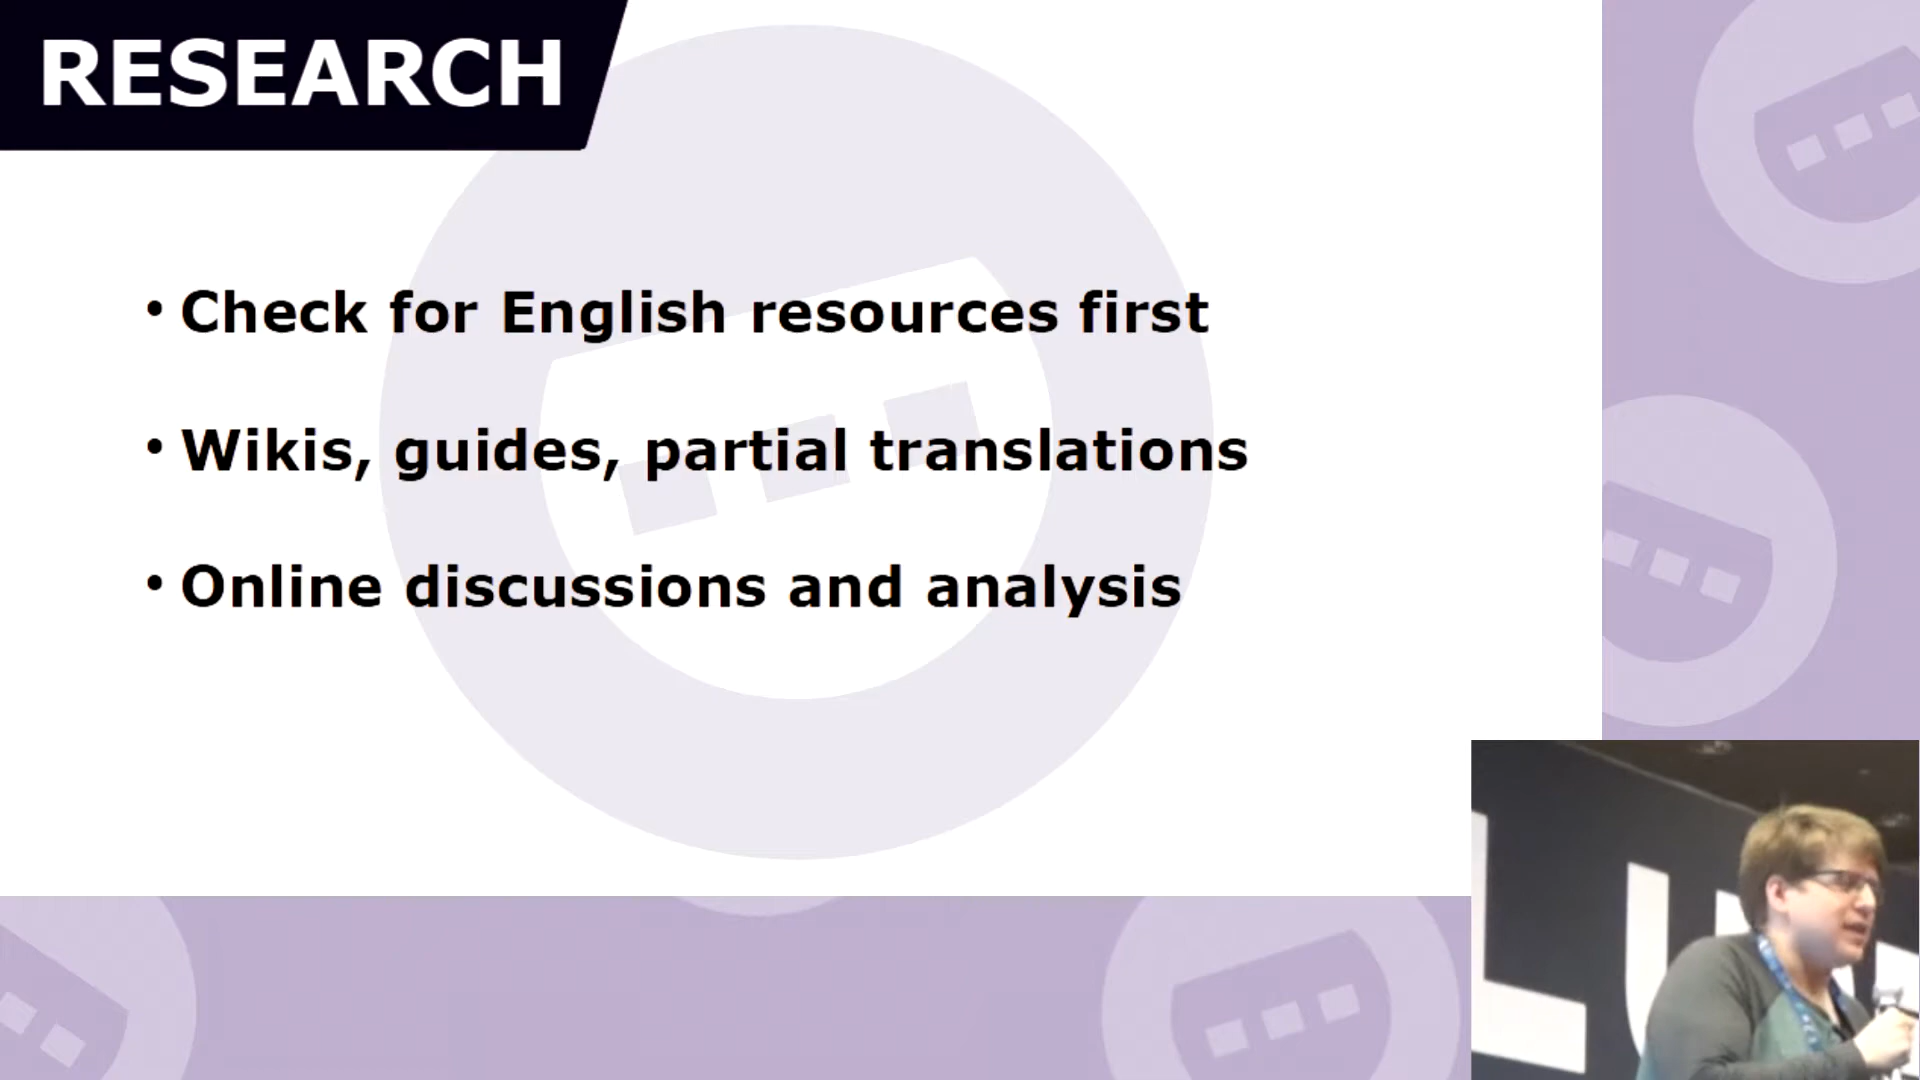 RESEARCH
• Check for English resources first
• Wikis, guides, partial translations
• Online discussions and analysis